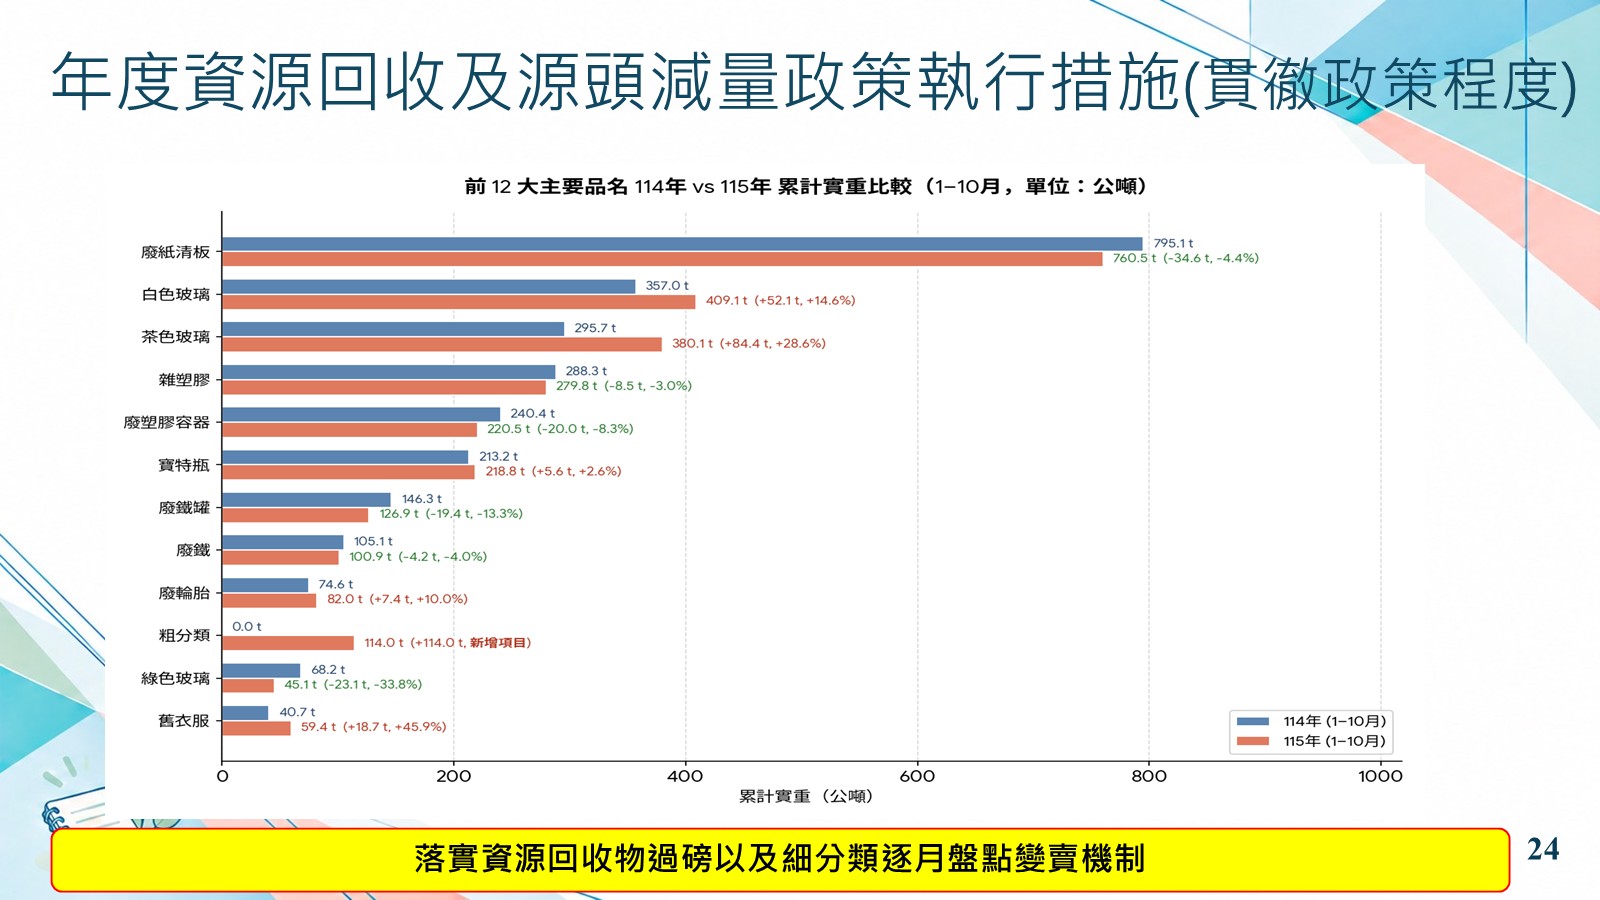 年度資源回收及源頭減量政策執行措施(貫徹政策程度)
前 12 大主要品名 114年 vs 115年 累計實重比較（1–10月，單位：公噸）
廢紙清板
795.1 t
760.5 t (-34.6 t, -4.4%)
白色玻璃
357.0 t
409.1 t (+52.1 t, +14.6%)
茶色玻璃
295.7 t
380.1 t (+84.4 t, +28.6%)
雜塑膠
288.3 t
279.8 t (-8.5 t, -3.0%)
廢塑膠容器
240.4 t
220.5 t (-20.0 t, -8.3%)
寶特瓶
213.2 t
218.8 t (+5.6 t, +2.6%)
廢鐵罐
146.3 t
126.9 t (-19.4 t, -13.3%)
廢鐵
105.1 t
100.9 t (-4.2 t, -4.0%)
廢輪胎
74.6 t
82.0 t (+7.4 t, +10.0%)
粗分類
0.0 t
114.0 t (+114.0 t, 新增項目)
綠色玻璃
68.2 t
45.1 t (-23.1 t, -33.8%)
舊衣服
40.7 t
59.4 t (+18.7 t, +45.9%)
114年 (1–10月)
115年 (1–10月)
0 200 400 600 800 1000
累計實重（公噸）
落實資源回收物過磅以及細分類逐月盤點變賣機制
24